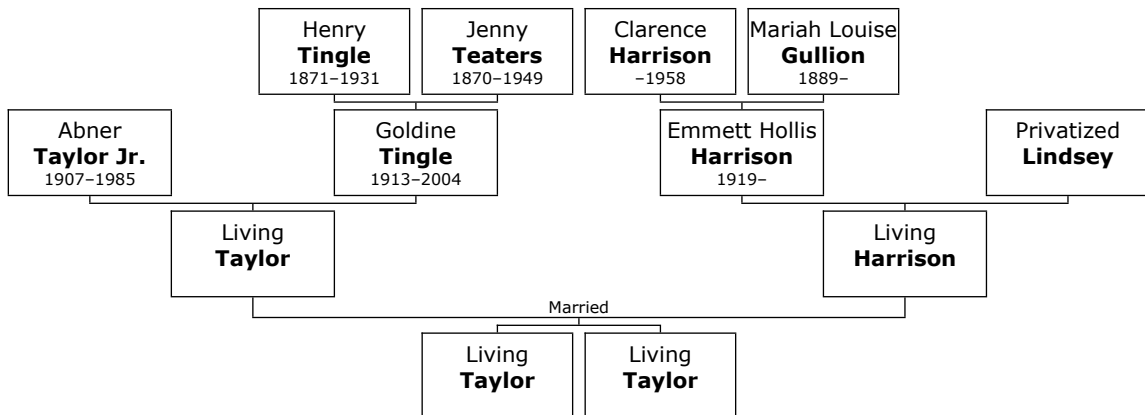 Henry
Tingle
1871–1931
Jenny
Teaters
1870–1949
Clarence
Harrison
–1958
Mariah Louise
Gullion
1889–
Abner
Taylor Jr.
1907–1985
Goldine
Tingle
1913–2004
Emmett Hollis
Harrison
1919–
Privatized
Lindsey
Living
Taylor
Living
Harrison
Married
Living
Taylor
Living
Taylor